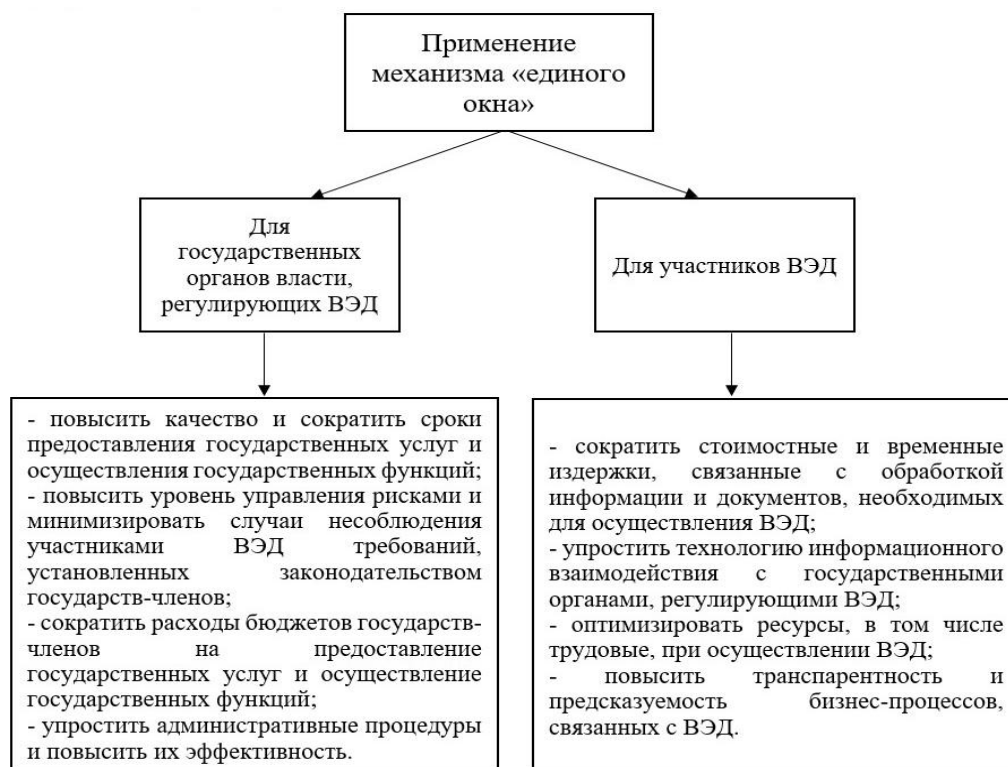 Применение
механизма «единого
окна»
Для
государственных
органов власти,
регулирующих ВЭД
Для участников ВЭД
- повысить качество и сократить сроки
предоставления государственных услуг и
осуществления государственных функций;
- повысить уровень управления рисками и
минимизировать случаи несоблюдения
участниками ВЭД требований,
установленных законодательством
государств-членов;
- сократить расходы бюджетов государств-
членов на предоставление
государственных услуг и осуществление
государственных функций;
- упростить административные процедуры
и повысить их эффективность.
- сократить стоимостные и временные
издержки, связанные с обработкой
информации и документов, необходимых
для осуществления ВЭД;
- упростить технологию информационного
взаимодействия с государственными
органами, регулирующими ВЭД;
- оптимизировать ресурсы, в том числе
трудовые, при осуществлении ВЭД;
- повысить транспарентность и
предсказуемость бизнес-процессов,
связанных с ВЭД.